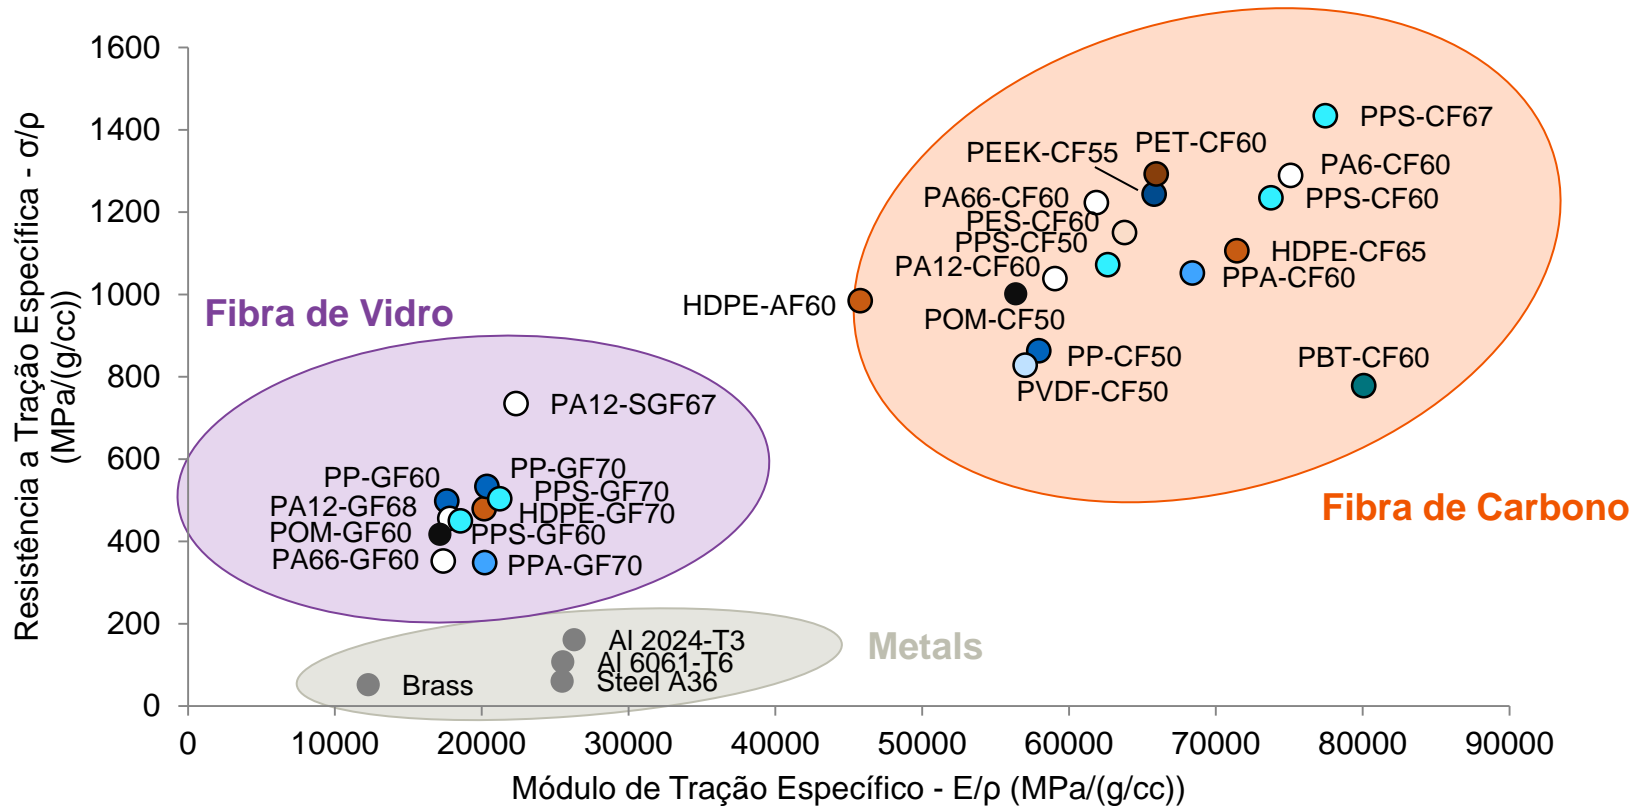 Resistência a Tração Específica - σ/ρ
(MPa/(g/cc))
1600
1400
1200
1000
800
600
400
200
0
0
10000
20000
30000
40000
50000
60000
70000
80000
90000
Módulo de Tração Específico - E/ρ (MPa/(g/cc))
Fibra de Vidro
PA12-SGF67
PP-GF60
PP-GF70
PA12-GF68
PPS-GF70
POM-GF60
HDPE-GF70
PPS-GF60
PA66-GF60
PPA-GF70
Metals
Al 2024-T3
Al 6061-T6
Steel A36
Brass
Fibra de Carbono
PPS-CF67
PET-CF60
PEEK-CF55
PA6-CF60
PA66-CF60
PPS-CF60
PES-CF60
PPS-CF50
HDPE-CF65
PA12-CF60
PPA-CF60
HDPE-AF60
POM-CF50
PP-CF50
PBT-CF60
PVDF-CF50